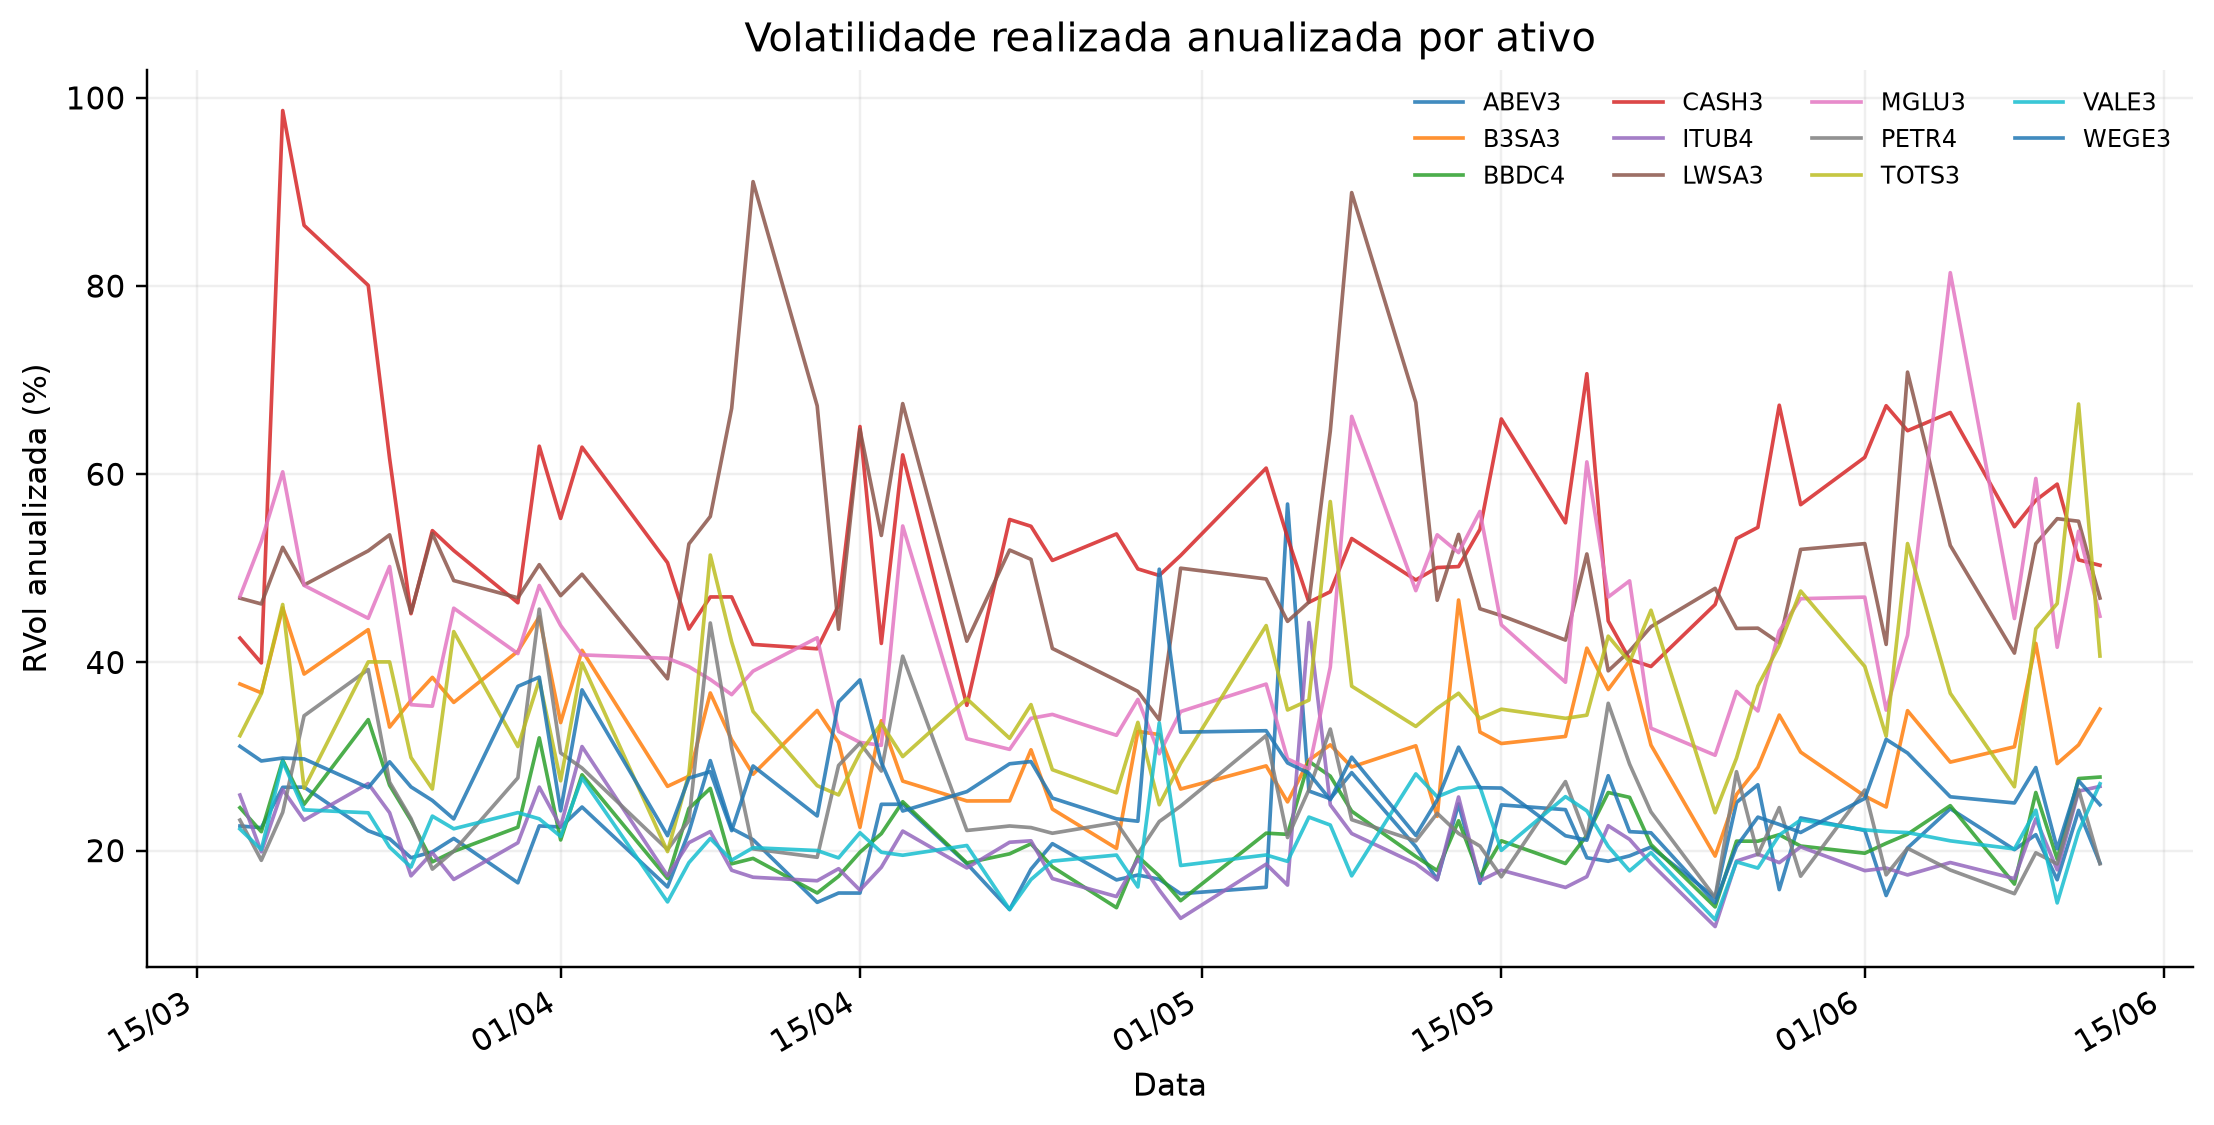 Volatilidade realizada anualizada por ativo
RVol anualizada (%)
100
80
60
40
20
ABEV3 CASH3 MGLU3 VALE3
B3SA3 ITUB4 PETR4 WEGE3
BBDC4 LWSA3 TOTS3
15/03 01/04 15/04 01/05 15/05 01/06 15/06
Data